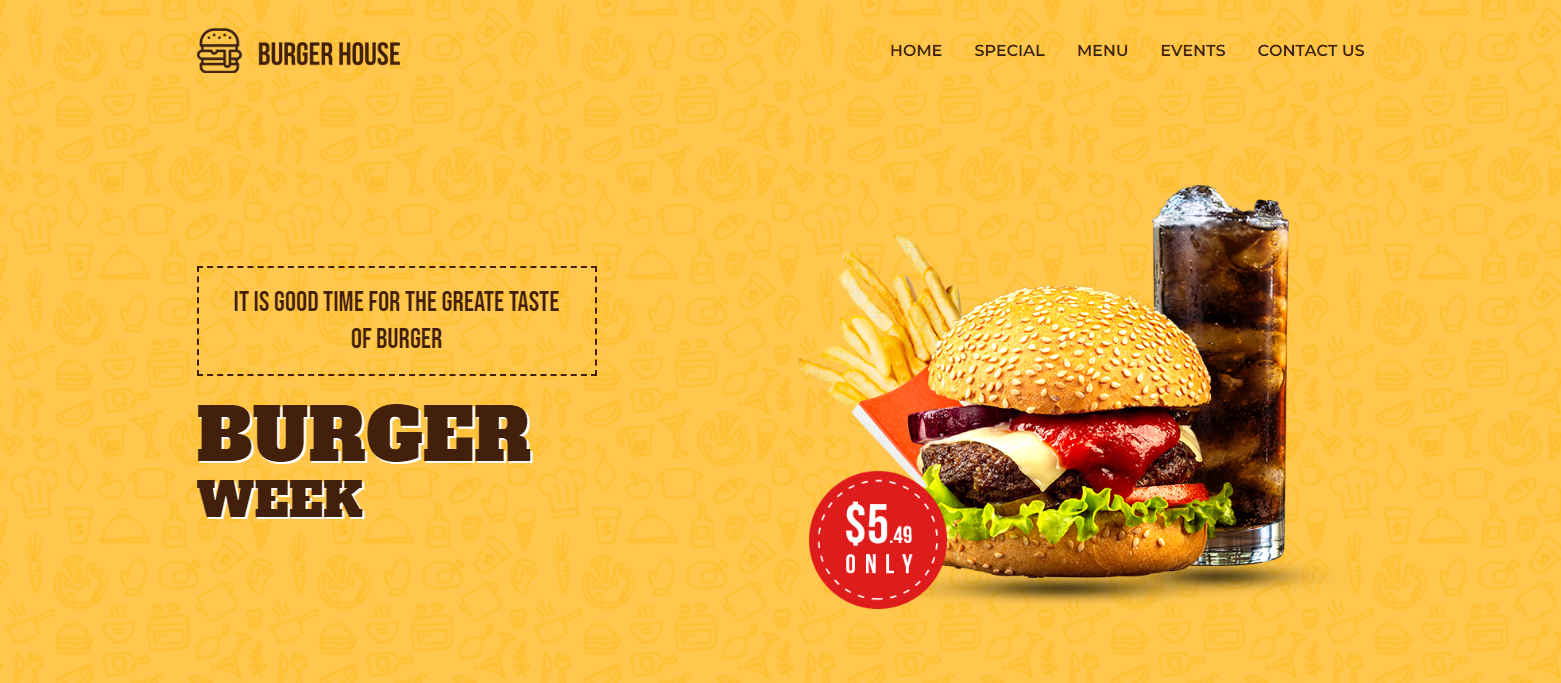 BURGER HOUSE
HOME SPECIAL MENU EVENTS CONTACT US
IT IS GOOD TIME FOR THE GREATE TASTE
OF BURGER
BURGER
WEEK
$5.49
ONLY